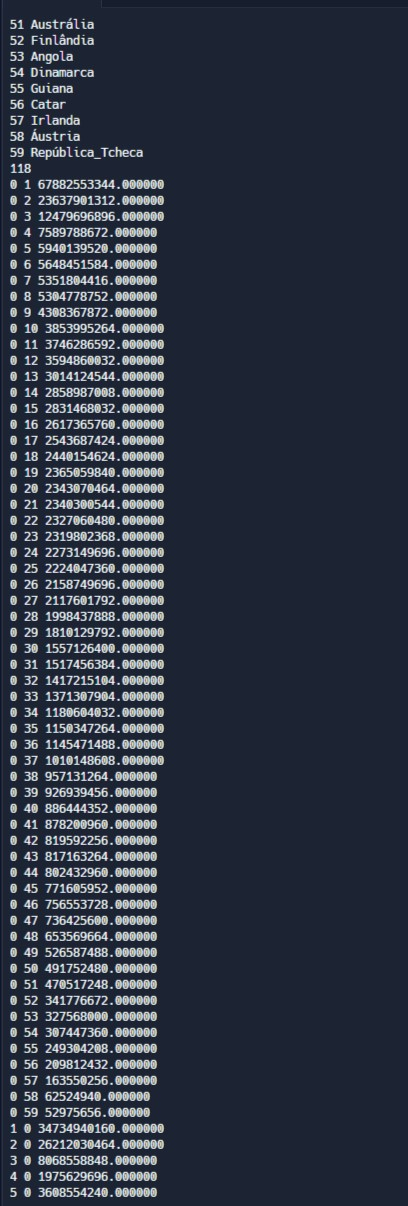 51 Austrália
52 Finlândia
53 Angola
54 Dinamarca
55 Guiana
56 Catar
57 Irlanda
58 Áustria
59 República_Tcheca
118
0 1 67882553344.000000
0 2 23637901312.000000
0 3 12479696896.000000
0 4 7589788672.000000
0 5 5940139520.000000
0 6 5648451584.000000
0 7 5351804416.000000
0 8 5304778752.000000
0 9 4308367872.000000
0 10 3853995264.000000
0 11 3746286592.000000
0 12 3594860032.000000
0 13 3014124544.000000
0 14 2858987008.000000
0 15 2831468032.000000
0 16 2617365760.000000
0 17 2543687424.000000
0 18 2440154624.000000
0 19 2365059840.000000
0 20 2343070464.000000
0 21 2340300544.000000
0 22 2327060480.000000
0 23 2319802368.000000
0 24 2273149696.000000
0 25 2224047360.000000
0 26 2158749696.000000
0 27 2117601792.000000
0 28 1998437888.000000
0 29 1810129792.000000
0 30 1557126400.000000
0 31 1517456384.000000
0 32 1417215104.000000
0 33 1371307904.000000
0 34 1180604032.000000
0 35 1150347264.000000
0 36 1145471488.000000
0 37 1010148608.000000
0 38 957131264.000000
0 39 926939456.000000
0 40 886444352.000000
0 41 878200960.000000
0 42 819592256.000000
0 43 817163264.000000
0 44 802432960.000000
0 45 771605952.000000
0 46 756553728.000000
0 47 736425600.000000
0 48 653569664.000000
0 49 526587488.000000
0 50 491752480.000000
0 51 470517248.000000
0 52 341776672.000000
0 53 327568000.000000
0 54 307447360.000000
0 55 249304208.000000
0 56 209812432.000000
0 57 163550256.000000
0 58 62524940.000000
0 59 52975656.000000
1 0 34734940160.000000
2 0 26212030464.000000
3 0 8068558848.000000
4 0 1975629696.000000
5 0 3608554240.000000